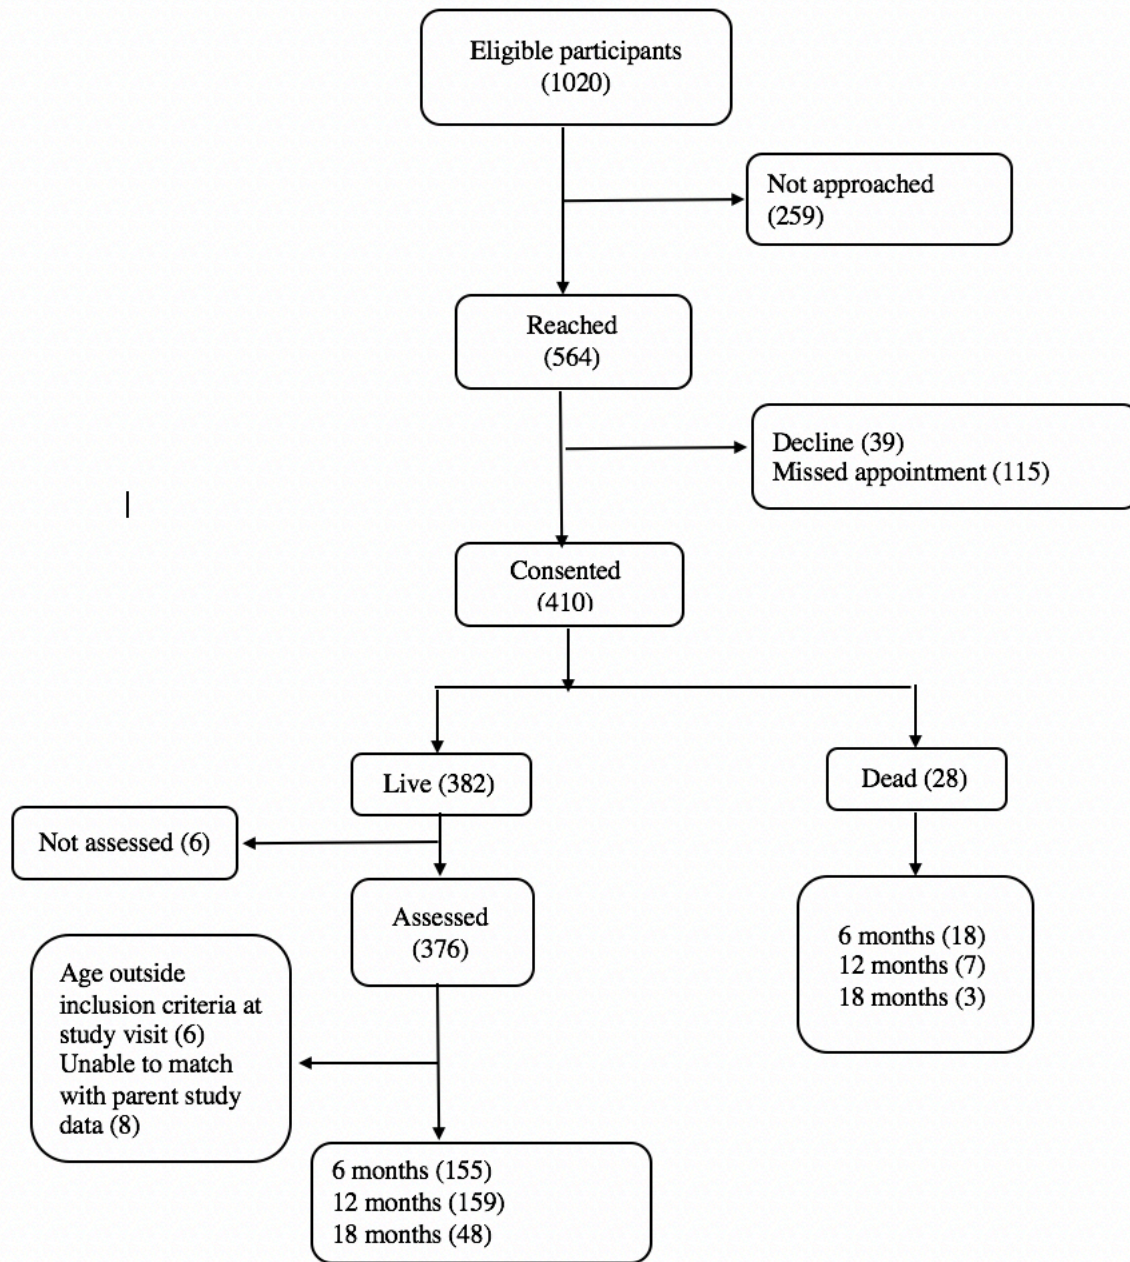 Eligible participants
(1020)
Not approached
(259)
Reached
(564)
Decline (39)
Missed appointment (115)
Consented
(410)
Live (382)
Dead (28)
Not assessed (6)
Assessed
(376)
6 months (18)
12 months (7)
18 months (3)
Age outside
inclusion criteria at
study visit (6)
Unable to match
with parent study
data (8)
6 months (155)
12 months (159)
18 months (48)